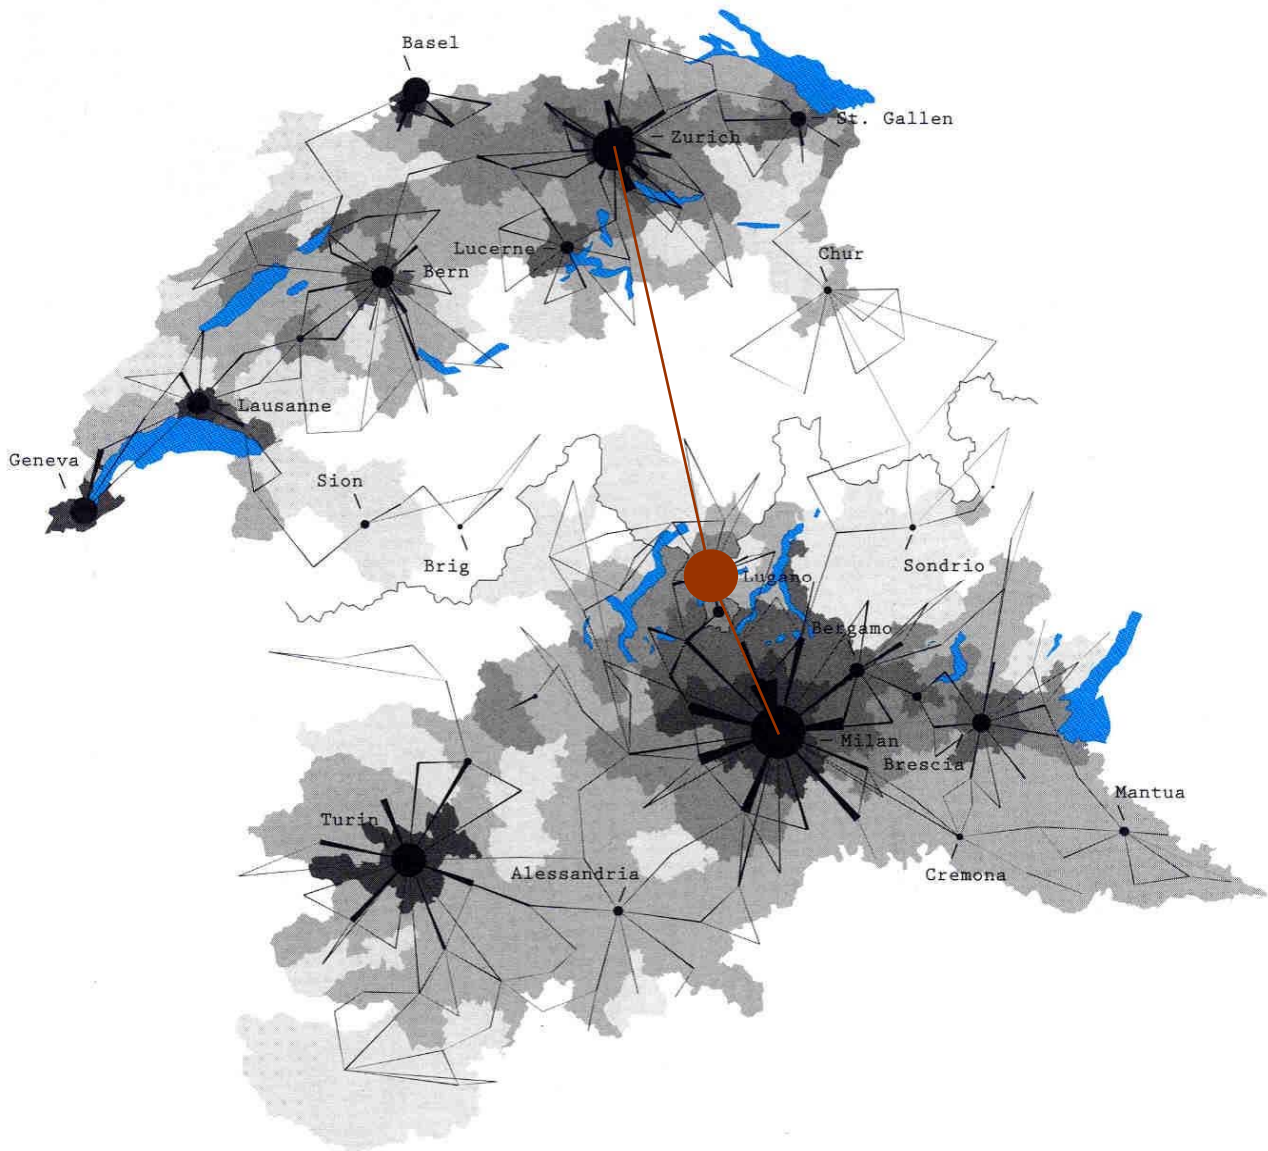 Basel
St. Gallen
Zurich
Lucerne
Chur
Bern
Lausanne
Geneva
Sion
Brig
Sondrio
Lugano
Bergamo
Milan
Brescia
Mantua
Turin
Alessandria
Cremona